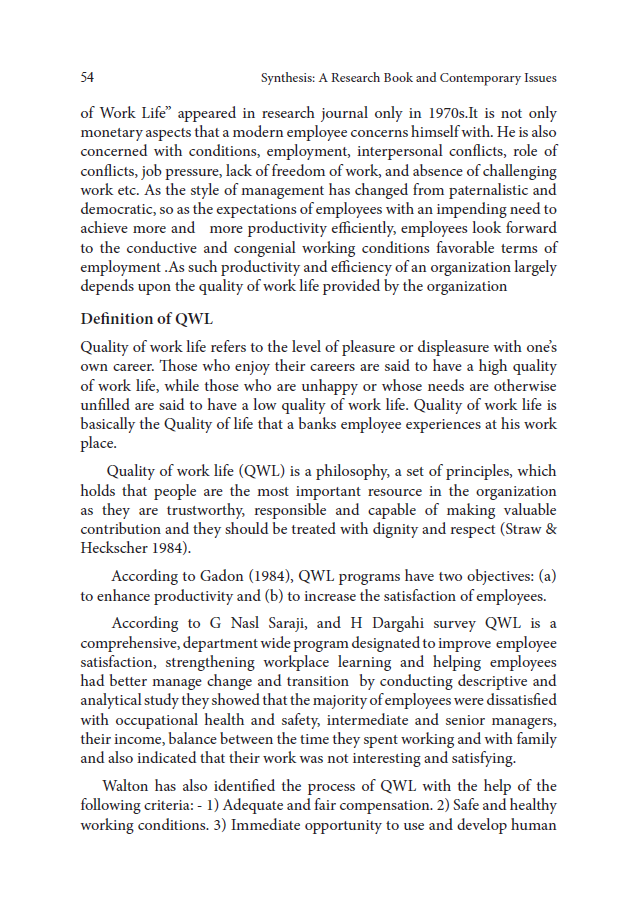 54 Synthesis: A Research Book and Contemporary Issues
of Work Life” appeared in research journal only in 1970s.It is not only
monetary aspects that a modern employee concerns himself with. He is also
concerned with conditions, employment, interpersonal conflicts, role of
conflicts, job pressure, lack of freedom of work, and absence of challenging
work etc. As the style of management has changed from paternalistic and
democratic, so as the expectations of employees with an impending need to
achieve more and more productivity efficiently, employees look forward
to the conductive and congenial working conditions favorable terms of
employment .As such productivity and efficiency of an organization largely
depends upon the quality of work life provided by the organization
Definition of QWL
Quality of work life refers to the level of pleasure or displeasure with one’s
own career. Those who enjoy their careers are said to have a high quality
of work life, while those who are unhappy or whose needs are otherwise
unfilled are said to have a low quality of work life. Quality of work life is
basically the Quality of life that a banks employee experiences at his work
place.
Quality of work life (QWL) is a philosophy, a set of principles, which
holds that people are the most important resource in the organization
as they are trustworthy, responsible and capable of making valuable
contribution and they should be treated with dignity and respect (Straw &
Heckscher 1984).
According to Gadon (1984), QWL programs have two objectives: (a)
to enhance productivity and (b) to increase the satisfaction of employees.
According to G Nasl Saraji, and H Dargahi survey QWL is a
comprehensive, department wide program designated to improve employee
satisfaction, strengthening workplace learning and helping employees
had better manage change and transition by conducting descriptive and
analytical study they showed that the majority of employees were dissatisfied
with occupational health and safety, intermediate and senior managers,
their income, balance between the time they spent working and with family
and also indicated that their work was not interesting and satisfying.
Walton has also identified the process of QWL with the help of the
following criteria: - 1) Adequate and fair compensation. 2) Safe and healthy
working conditions. 3) Immediate opportunity to use and develop human